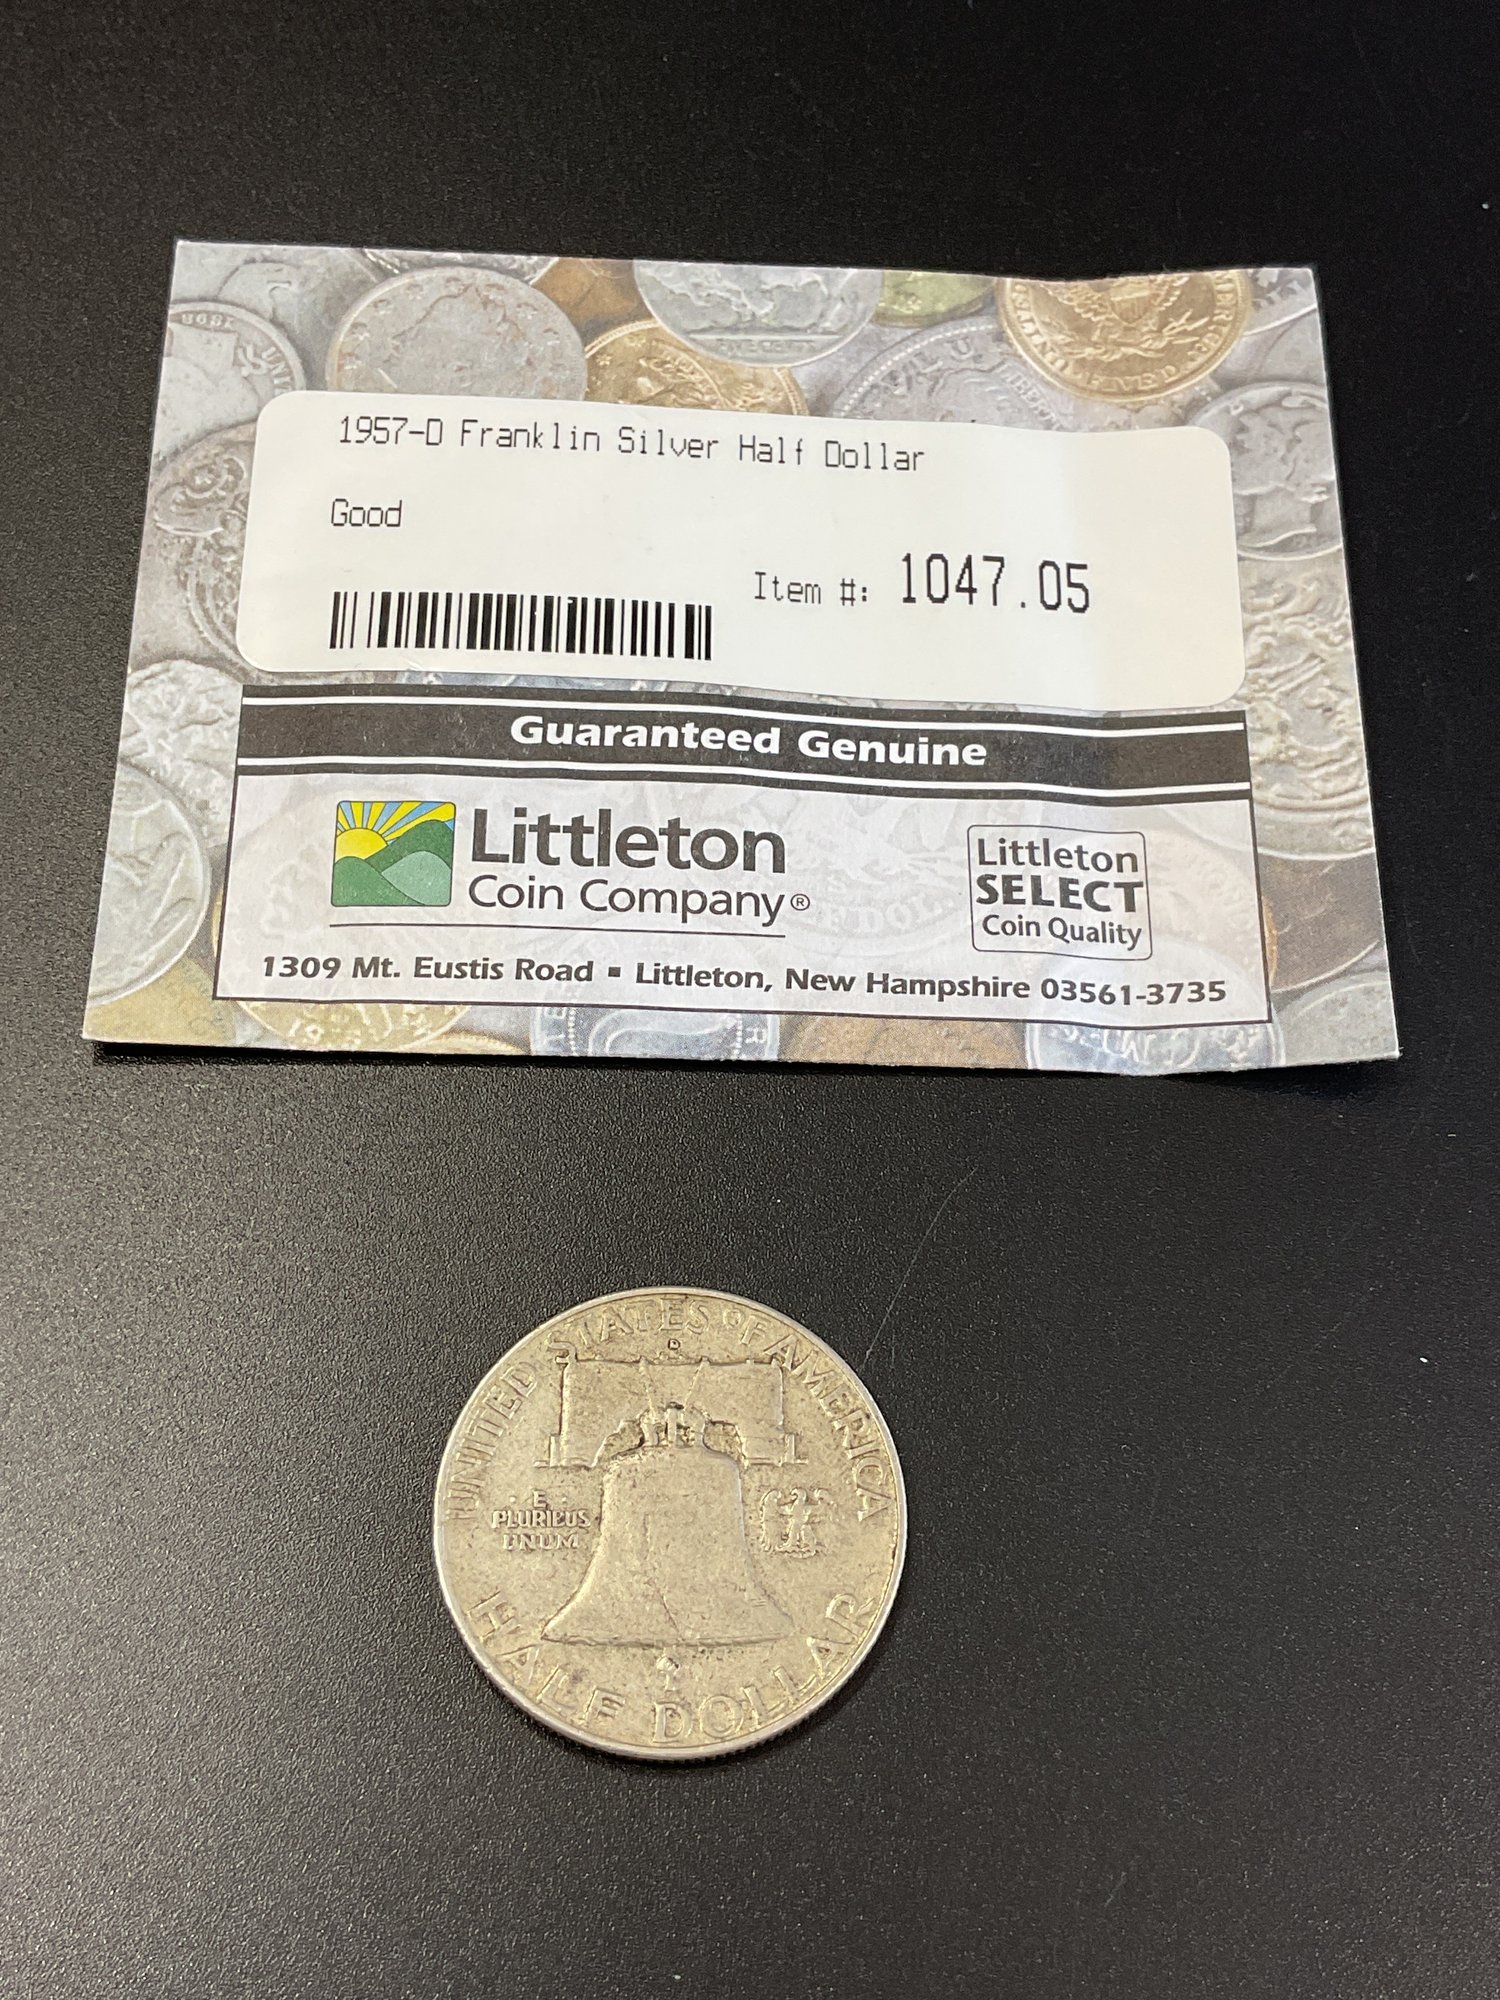 1957-D Franklin Silver Half Dollar
Good
Item #: 1047.05
Guaranteed Genuine
Littleton
Coin Company®
Littleton
SELECT
Coin Quality
1309 Mt. Eustis Road ▪ Littleton, New Hampshire 03561-3735
UNITED STATES OF AMERICA
D
E
PLURIBUS
UNUM
HALF DOLLAR